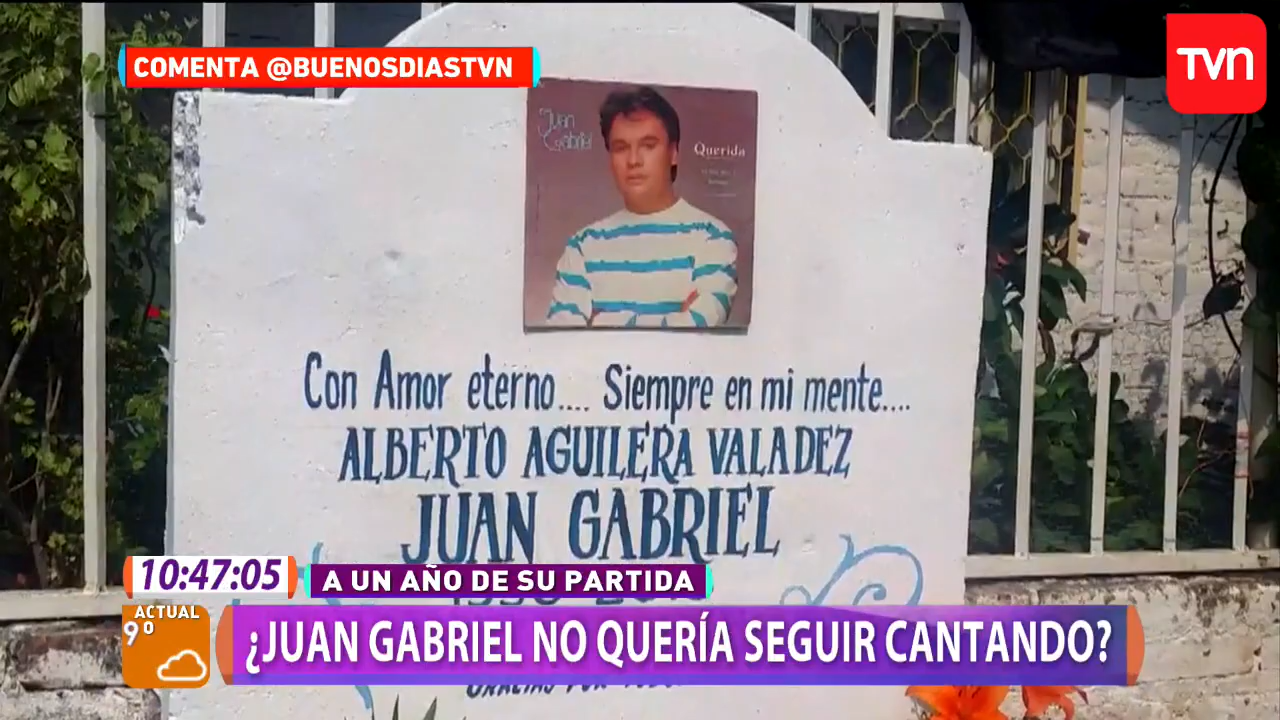 COMENTA @BUENOSDIASTVN
TVN
Juan
Gabriel
Querida
Con Amor eterno.... Siempre en mi mente....
ALBERTO AGUILERA VALADEZ
JUAN GABRIEL
10:47:05
A UN AÑO DE SU PARTIDA
ACTUAL
9º
¿JUAN GABRIEL NO QUERÍA SEGUIR CANTANDO?